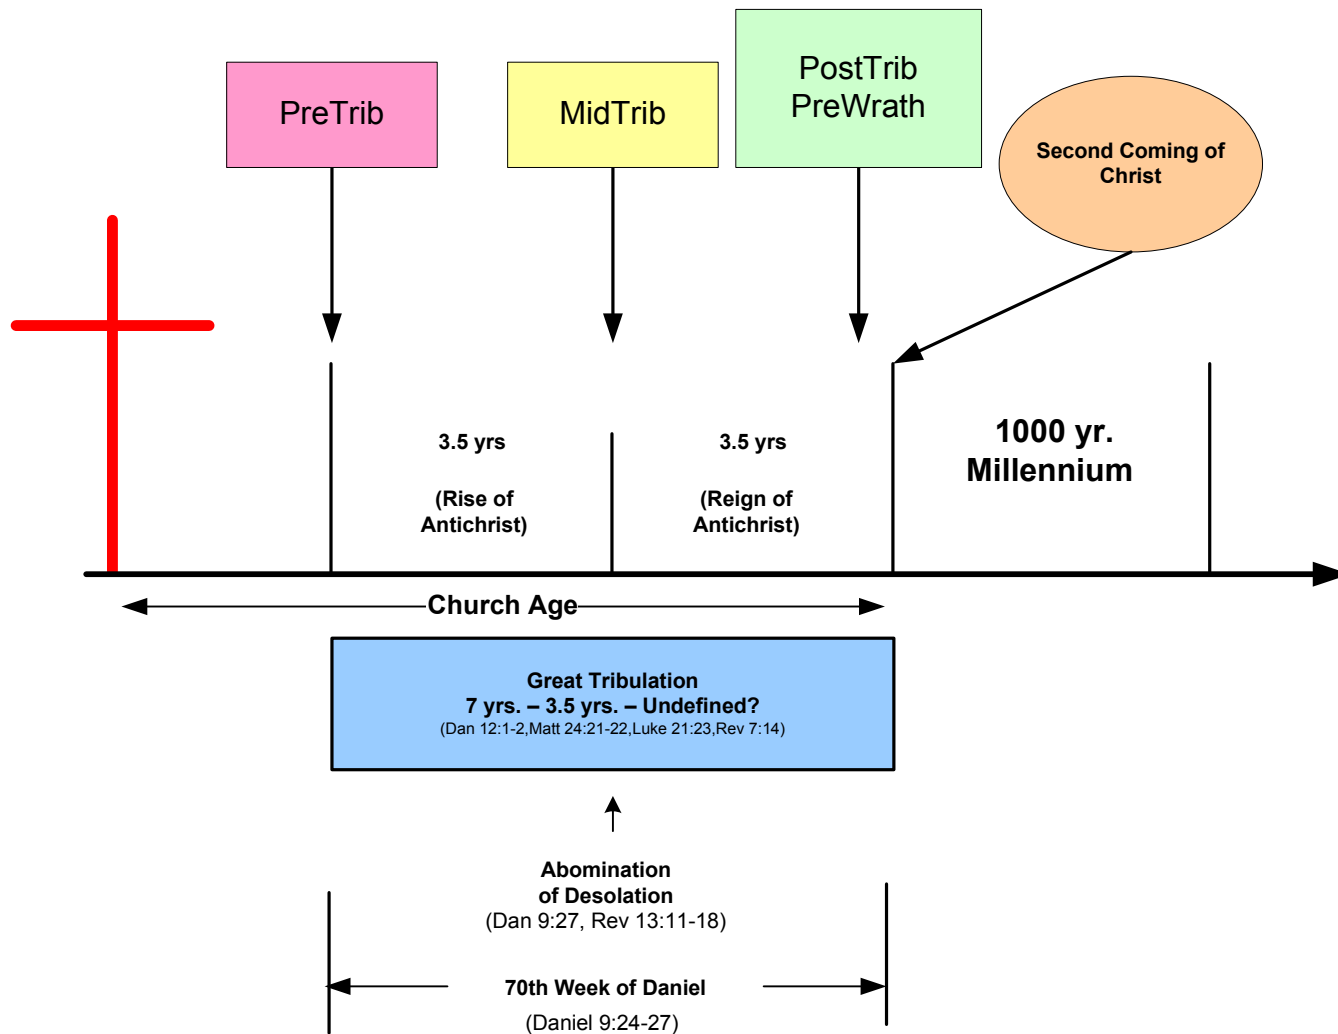 PreTrib
MidTrib
PostTrib
PreWrath
Second Coming of
Christ
3.5 yrs
(Rise of
Antichrist)
3.5 yrs
(Reign of
Antichrist)
1000 yr.
Millennium
Church Age
Great Tribulation
7 yrs. – 3.5 yrs. – Undefined?
(Dan 12:1-2,Matt 24:21-22,Luke 21:23,Rev 7:14)
Abomination
of Desolation
(Dan 9:27, Rev 13:11-18)
70th Week of Daniel
(Daniel 9:24-27)